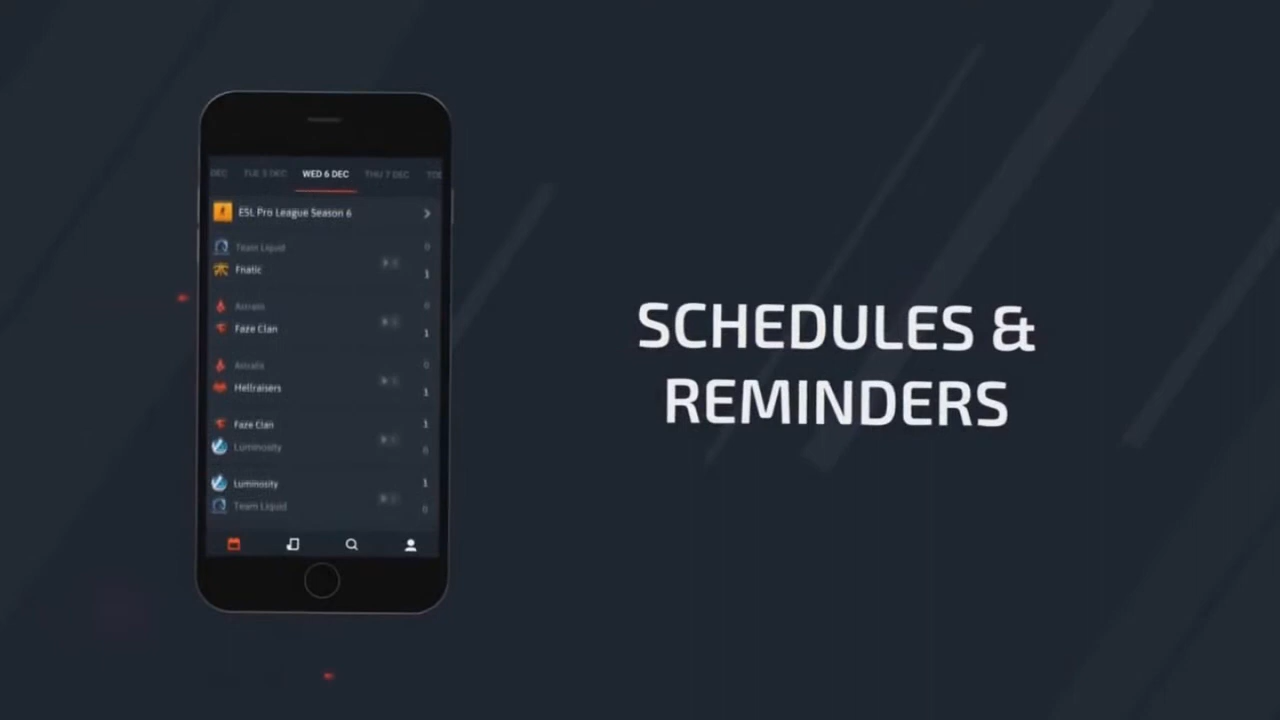 DEC TUE 5 DEC WED 6 DEC THU 7 DEC
ESL Pro League Season 6
Team Liquid 0
Fnatic 1
Astralis 0
Faze Clan 1
Astralis 0
Hellraisers 1
Faze Clan 1
Luminosity 0
Luminosity 1
Team Liquid 0
SCHEDULES &
REMINDERS